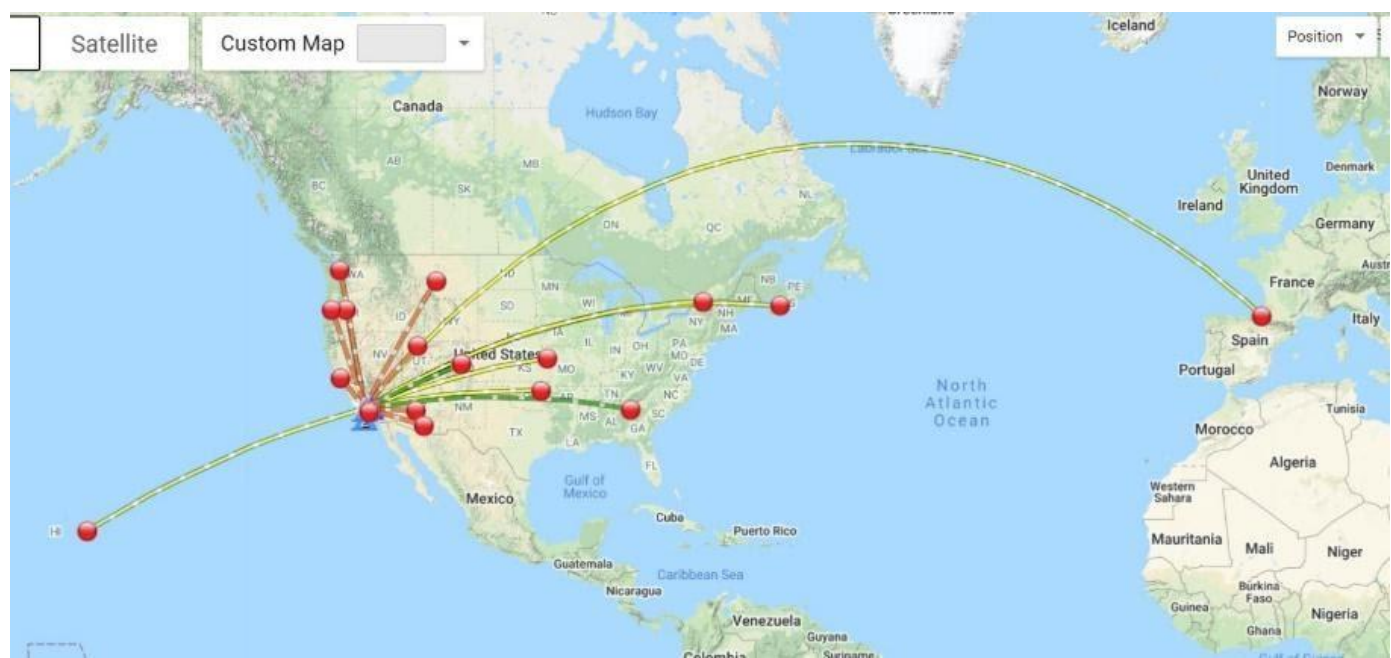 Satellite
Custom Map
Position
Iceland
Canada
Hudson Bay
Norway
AB
MB
BC
SK
NL
United
Kingdom
Denmark
Ireland
ON
QC
Germany
WA
ND
NB
PE
France
MN
ID
SD
WI
NY
NH
MA
Italy
WY
IA
NV
UT
United States
IL
IN
OH
PA
MD
DE
Spain
KS
MO
KY
WV
VA
Portugal
NM
AR
TN
NC
North
Atlantic
Ocean
MS
AL
GA
SC
TX
LA
Tunisia
Morocco
Algeria
FL
Gulf of
Mexico
Mexico
Western
Sahara
Cuba
HI
Puerto Rico
Mauritania
Mali
Niger
Guatemala
Caribbean Sea
Nicaragua
Burkina
Faso
Guinea
Nigeria
Venezuela
Ghana
Guyana